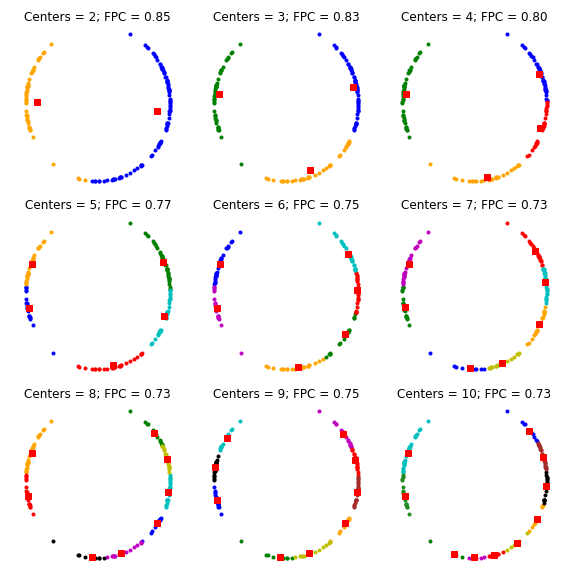 Centers = 2; FPC = 0.85
Centers = 3; FPC = 0.83
Centers = 4; FPC = 0.80
Centers = 5; FPC = 0.77
Centers = 6; FPC = 0.75
Centers = 7; FPC = 0.73
Centers = 8; FPC = 0.73
Centers = 9; FPC = 0.75
Centers = 10; FPC = 0.73